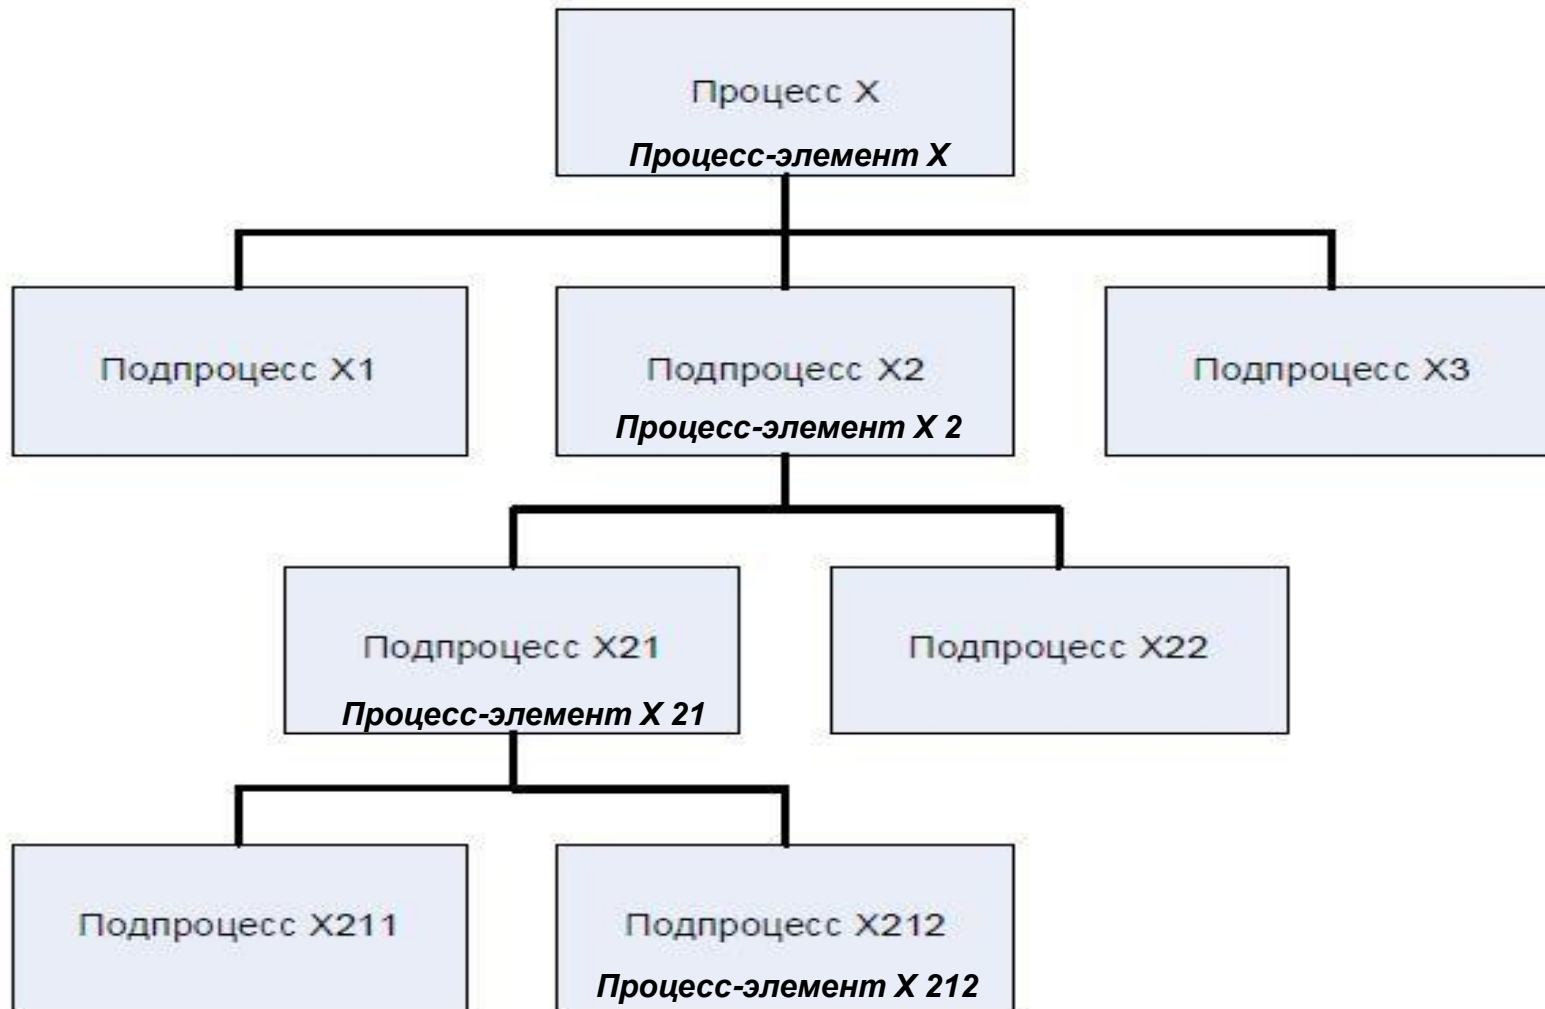 Процесс X
Процесс-элемент X
Подпроцесс X1
Подпроцесс X2
Подпроцесс X3
Процесс-элемент X 2
Подпроцесс X21
Подпроцесс X22
Процесс-элемент X 21
Подпроцесс X211
Подпроцесс X212
Процесс-элемент X 212